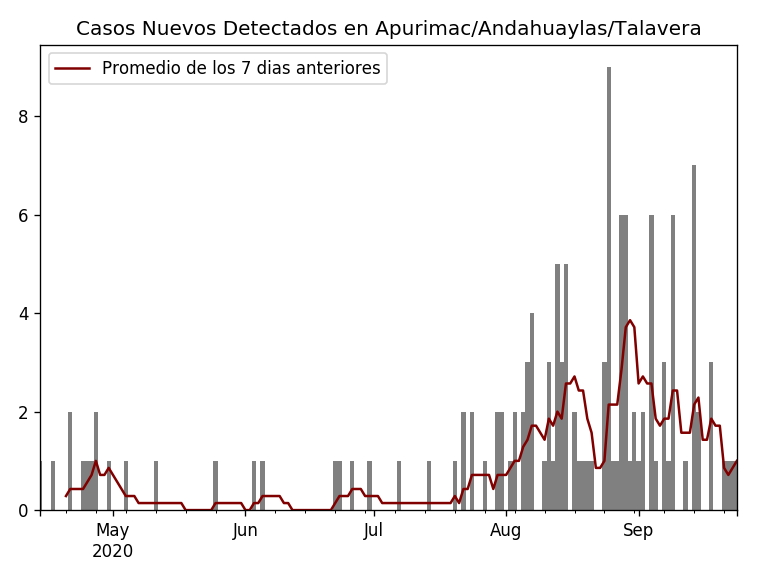 Casos Nuevos Detectados en Apurimac/Andahuaylas/Talavera
Promedio de los 7 dias anteriores
8
6
4
2
0
May
2020
Jun
Jul
Aug
Sep